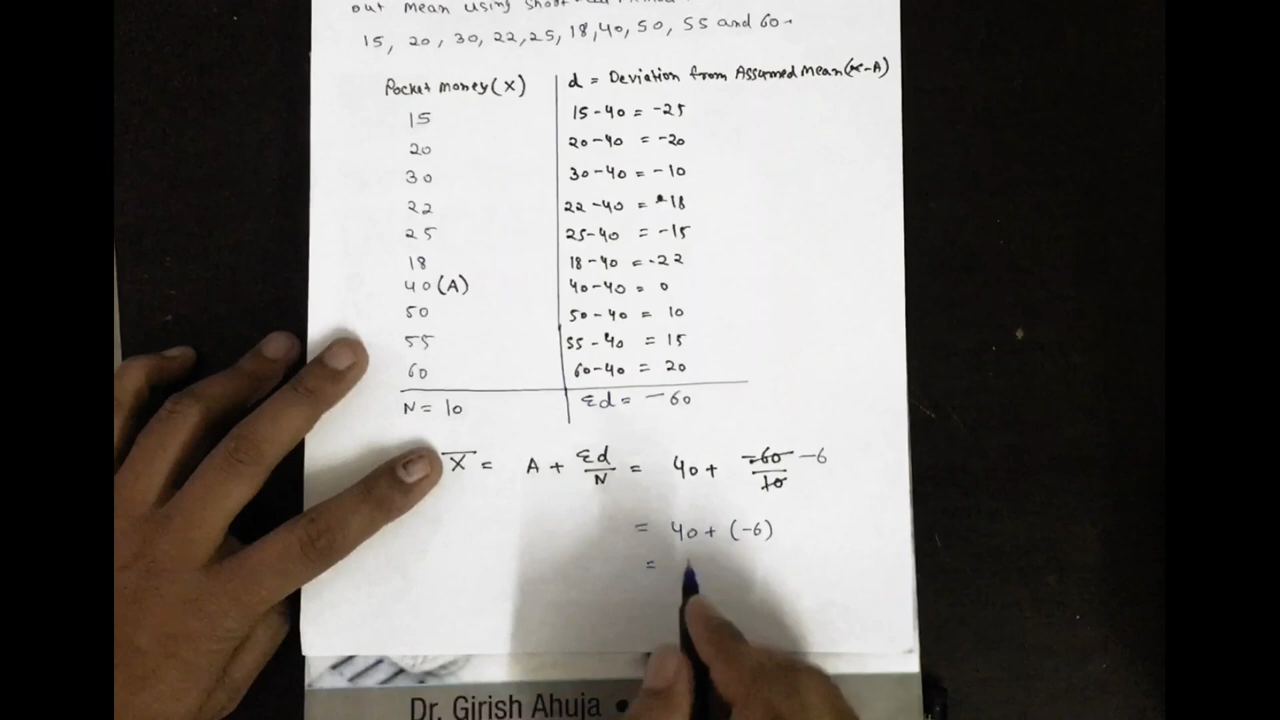 out mean using short
15, 20, 30, 22, 25, 18, 40, 50, 55 and 60.
Pocket money (X) d = Deviation from Assumed Mean (x-A)
15 15-40 = -25
20 20-40 = -20
30 30-40 = -10
22 22-40 = -18
25 25-40 = -15
18 18-40 = -22
40 (A) 40-40 = 0
50 50-40 = 10
55 55-40 = 15
60 60-40 = 20
N = 10 Σd = -60
X̄ = A + Σd/N = 40 + -60/10 -6
= 40 + (-6)
=
Dr. Girish Ahuja •